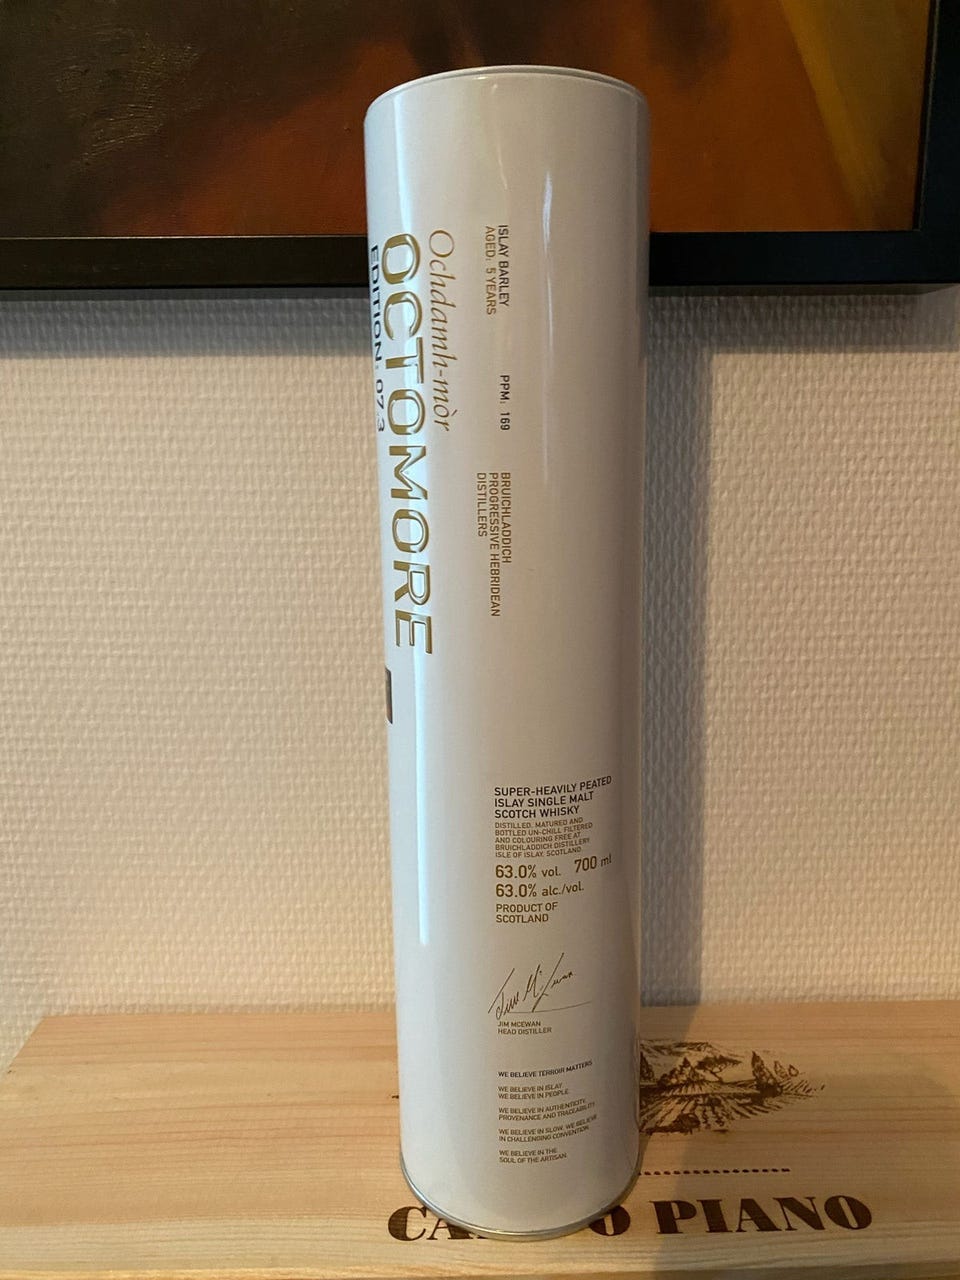 ISLAY BARLEY
AGED: 5 YEARS
PPM: 169
BRUICHLADDICH
PROGRESSIVE HEBRIDEAN
DISTILLERS
Ochdamh-mòr
OCTOMORE
EDITION: 07.3
SUPER-HEAVILY PEATED
ISLAY SINGLE MALT
SCOTCH WHISKY
DISTILLED, MATURED AND
BOTTLED UN-CHILL FILTERED
AND COLOURING FREE AT
BRUICHLADDICH DISTILLERY
ISLE OF ISLAY, SCOTLAND.
63.0% vol. 700 ml
63.0% alc./vol.
PRODUCT OF
SCOTLAND
Jim McEwan
JIM MCEWAN
HEAD DISTILLER
WE BELIEVE TERROIR MATTERS
WE BELIEVE IN ISLAY
WE BELIEVE IN PEOPLE.
WE BELIEVE IN AUTHENTICITY,
PROVENANCE AND TRACEABILITY.
WE BELIEVE IN SLOW. WE BELIEVE
IN CHALLENGING CONVENTION.
WE BELIEVE IN THE
SOUL OF THE ARTISAN.
PIANO